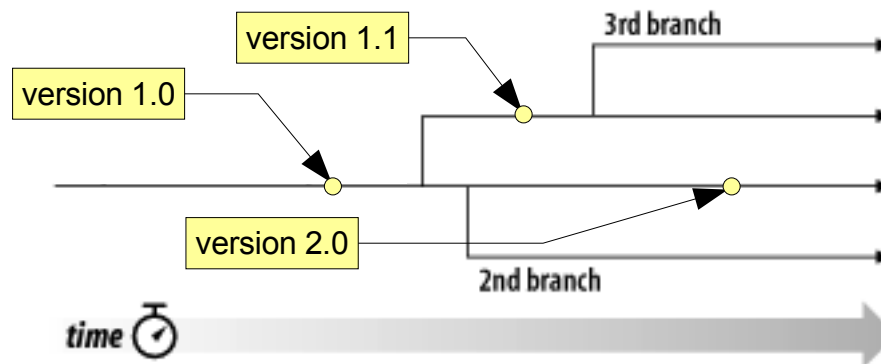 3rd branch
version 1.1
version 1.0
version 2.0
2nd branch
time